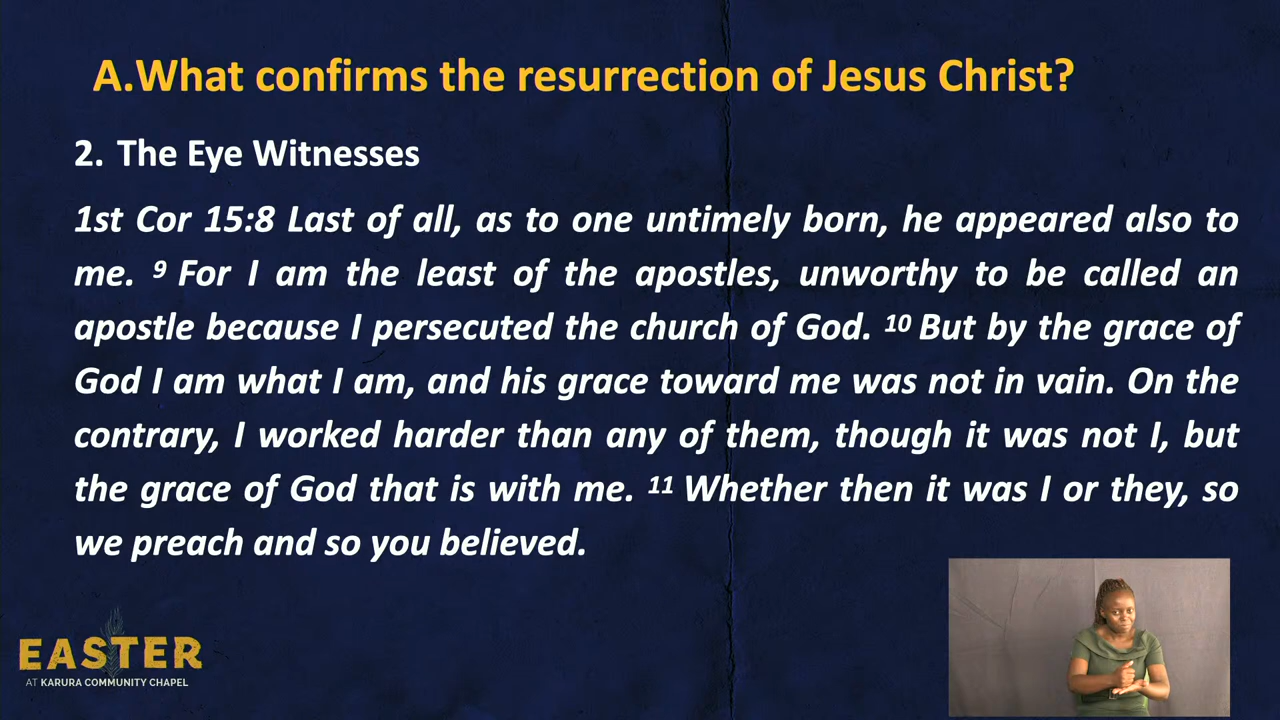 A.What confirms the resurrection of Jesus Christ?
2. The Eye Witnesses
1st Cor 15:8 Last of all, as to one untimely born, he appeared also to
me. 9 For I am the least of the apostles, unworthy to be called an
apostle because I persecuted the church of God. 10 But by the grace of
God I am what I am, and his grace toward me was not in vain. On the
contrary, I worked harder than any of them, though it was not I, but
the grace of God that is with me. 11 Whether then it was I or they, so
we preach and so you believed.
EASTER
AT KARURA COMMUNITY CHAPEL